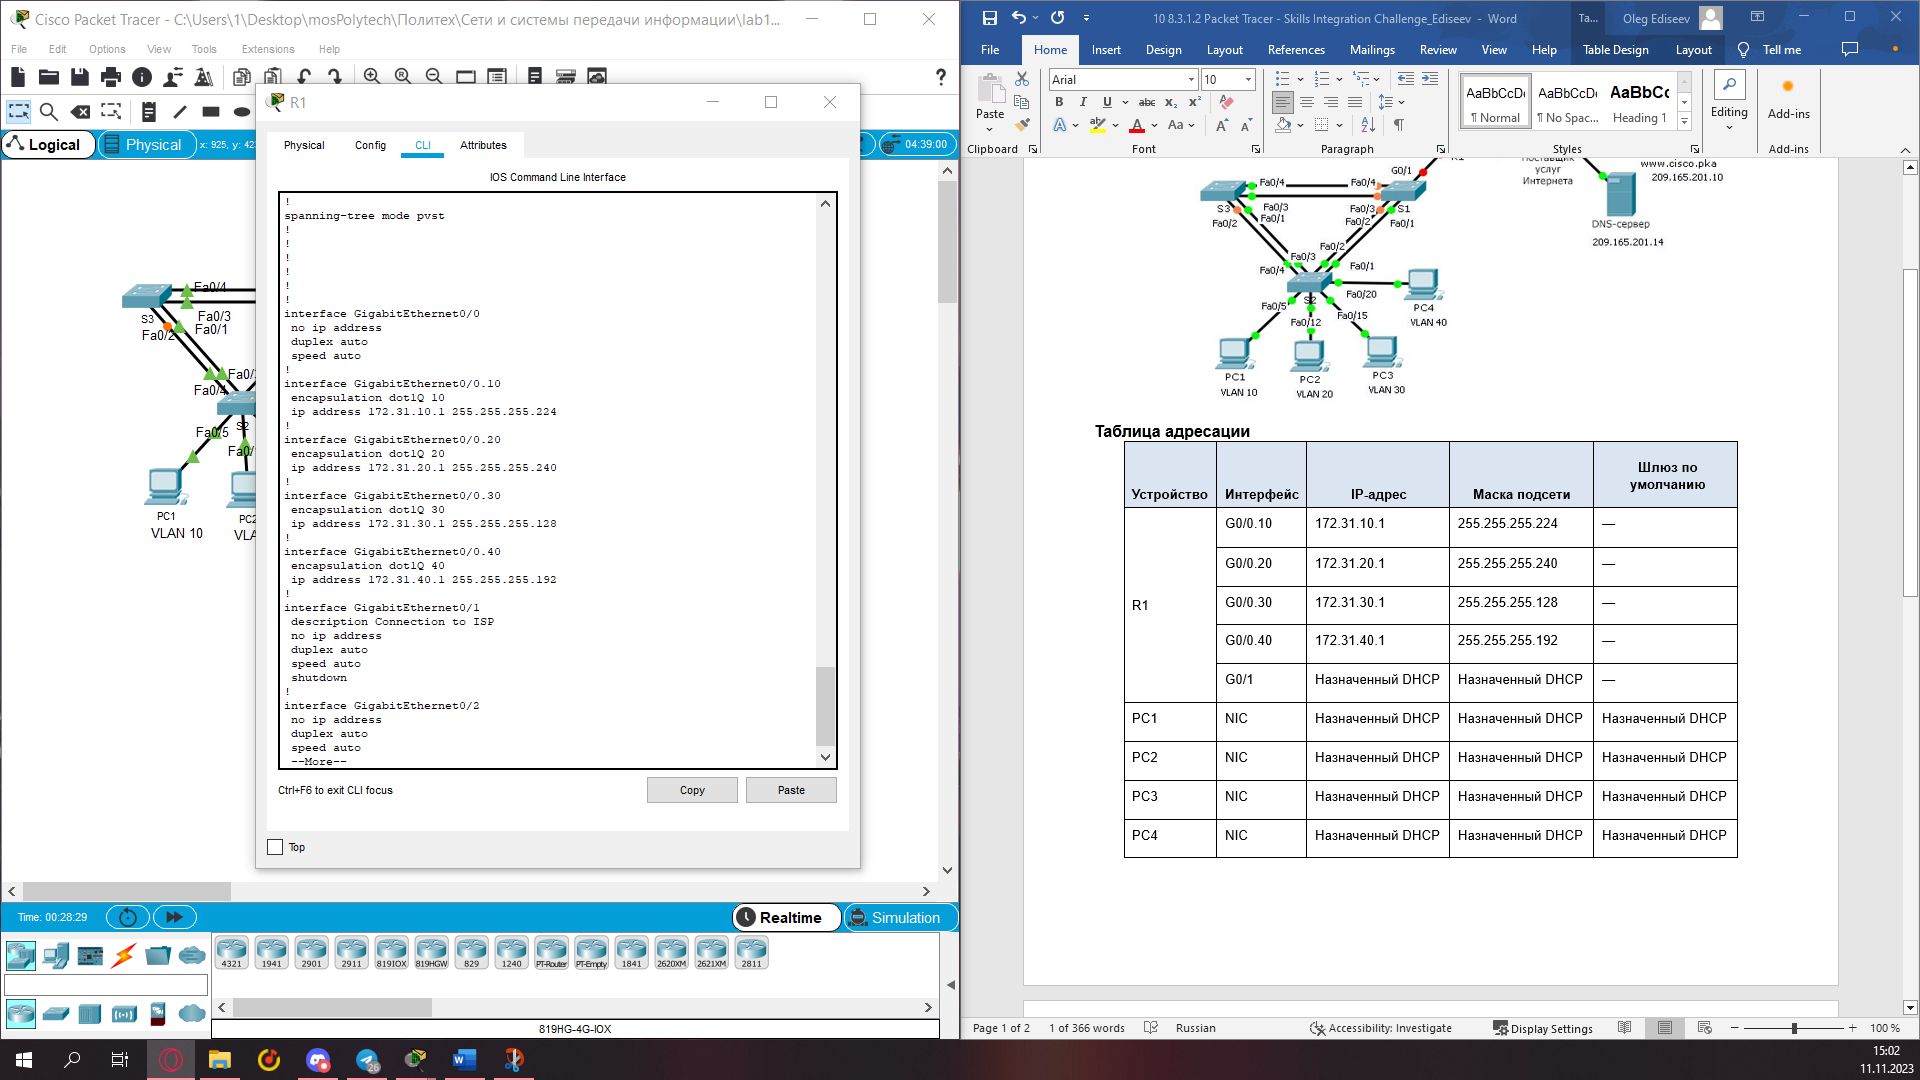 Cisco Packet Tracer - C:\Users\1\Desktop\mosPolytech\Политех\Сети и системы передачи информации\lab1...
File Edit Options View Tools Extensions Help
Logical
Physical
x: 925, y: 42
04:39:00
R1
Physical Config CLI Attributes
IOS Command Line Interface
!
spanning-tree mode pvst
!
!
!
!
!
!
interface GigabitEthernet0/0
no ip address
duplex auto
speed auto
!
interface GigabitEthernet0/0.10
encapsulation dot1Q 10
ip address 172.31.10.1 255.255.255.224
!
interface GigabitEthernet0/0.20
encapsulation dot1Q 20
ip address 172.31.20.1 255.255.255.240
!
interface GigabitEthernet0/0.30
encapsulation dot1Q 30
ip address 172.31.30.1 255.255.255.128
!
interface GigabitEthernet0/0.40
encapsulation dot1Q 40
ip address 172.31.40.1 255.255.255.192
!
interface GigabitEthernet0/1
description Connection to ISP
no ip address
duplex auto
speed auto
shutdown
!
interface GigabitEthernet0/2
no ip address
duplex auto
speed auto
--More--
Ctrl+F6 to exit CLI focus
Copy
Paste
Top
Fa0/4
S3
Fa0/3
Fa0/2
Fa0/1
Fa0/4
Fa0/
Fa0/5
S2
Fa0/
PC1
VLAN 10
PC2
VLA
Time: 00:28:29
Realtime
Simulation
4321 1941 2901 2911 819IOX 819HGW 829 1240 PT-Router PT-Empty 1841 2620XM 2621XM 2811
819HG-4G-IOX
10 8.3.1.2 Packet Tracer - Skills Integration Challenge_Ediseev - Word
Ta...
Oleg Ediseev
File Home Insert Design Layout References Mailings Review View Help Table Design Layout Tell me
Paste
Arial
10
B I U abc x₂ x²
A A Aa A A
AaBbCcDı AaBbCcDı AaBbCc
¶ Normal ¶ No Spac... Heading 1
Editing
Add-ins
Clipboard Font Paragraph Styles Add-ins
G0/1
Поставщик
услуг
Интернета
www.cisco.pka
209.165.201.10
DNS-сервер
209.165.201.14
Fa0/4 Fa0/4
S3 Fa0/3 Fa0/3 S1
Fa0/2 Fa0/1 Fa0/2 Fa0/1
Fa0/2
Fa0/3
Fa0/4 Fa0/1
S2
Fa0/20
Fa0/5 Fa0/12 Fa0/15
PC4
VLAN 40
PC1
VLAN 10
PC2
VLAN 20
PC3
VLAN 30
Таблица адресации
Устройство Интерфейс IP-адрес Маска подсети Шлюз по умолчанию
R1
G0/0.10 172.31.10.1 255.255.255.224 —
G0/0.20 172.31.20.1 255.255.255.240 —
G0/0.30 172.31.30.1 255.255.255.128 —
G0/0.40 172.31.40.1 255.255.255.192 —
G0/1 Назначенный DHCP Назначенный DHCP —
PC1 NIC Назначенный DHCP Назначенный DHCP Назначенный DHCP
PC2 NIC Назначенный DHCP Назначенный DHCP Назначенный DHCP
PC3 NIC Назначенный DHCP Назначенный DHCP Назначенный DHCP
PC4 NIC Назначенный DHCP Назначенный DHCP Назначенный DHCP
Page 1 of 2 1 of 366 words Russian Accessibility: Investigate Display Settings 100 %
26
15:02
11.11.2023